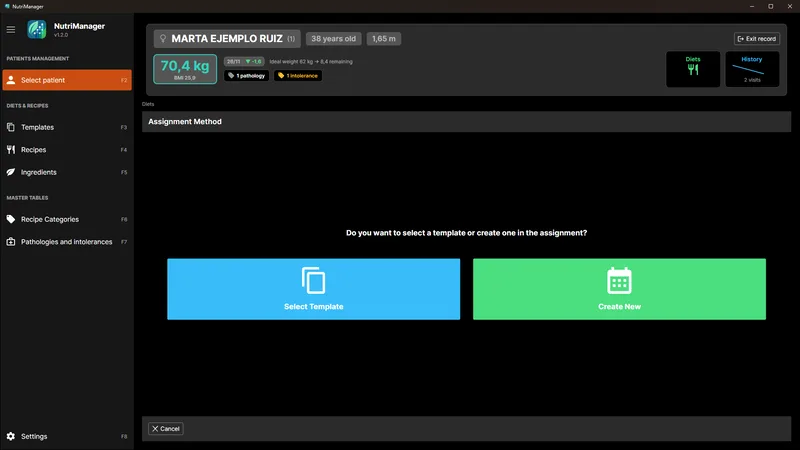 NutriManager
NutriManager
v1.2.0
PATIENTS MANAGEMENT
Select patient F2
DIETS & RECIPES
Templates F3
Recipes F4
Ingredients F5
MASTER TABLES
Recipe Categories F6
Pathologies and intolerances F7
Settings F8
MARTA EJEMPLO RUIZ (1) 38 years old 1,65 m
Exit record
70,4 kg
BMI 25,9
26/11 ▼ -1,6 Ideal weight 62 kg → 8,4 remaining
1 pathology 1 intolerance
Diets
History
2 visits
Diets
Assignment Method
Do you want to select a template or create one in the assignment?
Select Template
Create New
Cancel